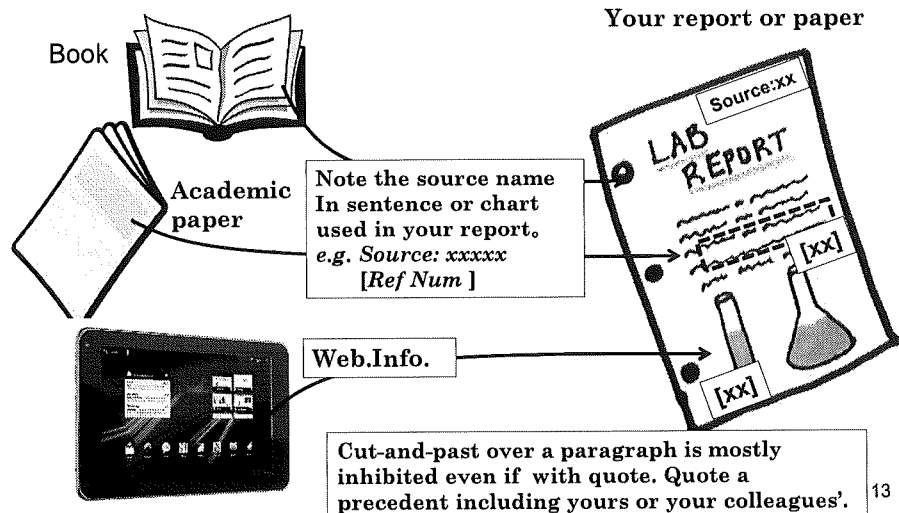 Your report or paper
Book
Source:xx
LAB
REPORT
Academic
paper
Note the source name
In sentence or chart
used in your report。
e.g. Source: xxxxx
[Ref Num ]
[xx]
Web.Info.
[xx]
Cut-and-past over a paragraph is mostly
inhibited even if with quote. Quote a
precedent including yours or your colleagues'.
13